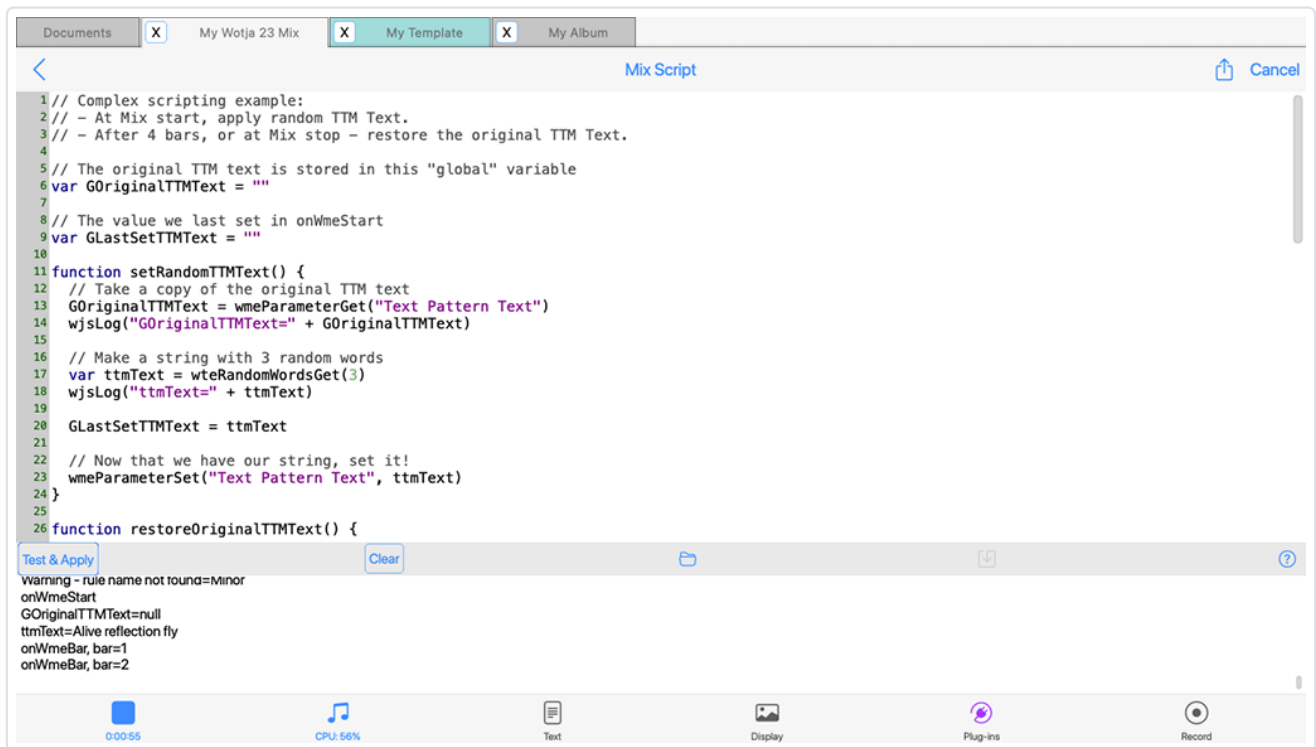 Documents X My Wotja 23 Mix X My Template X My Album
Mix Script Cancel
1 // Complex scripting example:
2 // – At Mix start, apply random TTM Text.
3 // – After 4 bars, or at Mix stop – restore the original TTM Text.
4
5 // The original TTM text is stored in this "global" variable
6 var GOriginalTTMText = ""
7
8 // The value we last set in onWmeStart
9 var GLastSetTTMText = ""
10
11 function setRandomTTMText() {
12 // Take a copy of the original TTM text
13 GOriginalTTMText = wmeParameterGet("Text Pattern Text")
14 wjsLog("GOriginalTTMText=" + GOriginalTTMText)
15
16 // Make a string with 3 random words
17 var ttmText = wteRandomWordsGet(3)
18 wjsLog("ttmText=" + ttmText)
19
20 GLastSetTTMText = ttmText
21
22 // Now that we have our string, set it!
23 wmeParameterSet("Text Pattern Text", ttmText)
24 }
25
26 function restoreOriginalTTMText() {
Test & Apply Clear ?
Warning - rule name not found=Minor
onWmeStart
GOriginalTTMText=null
ttmText=Alive reflection fly
onWmeBar, bar=1
onWmeBar, bar=2
0:00:55 CPU: 56% Text Display Plug-ins Record